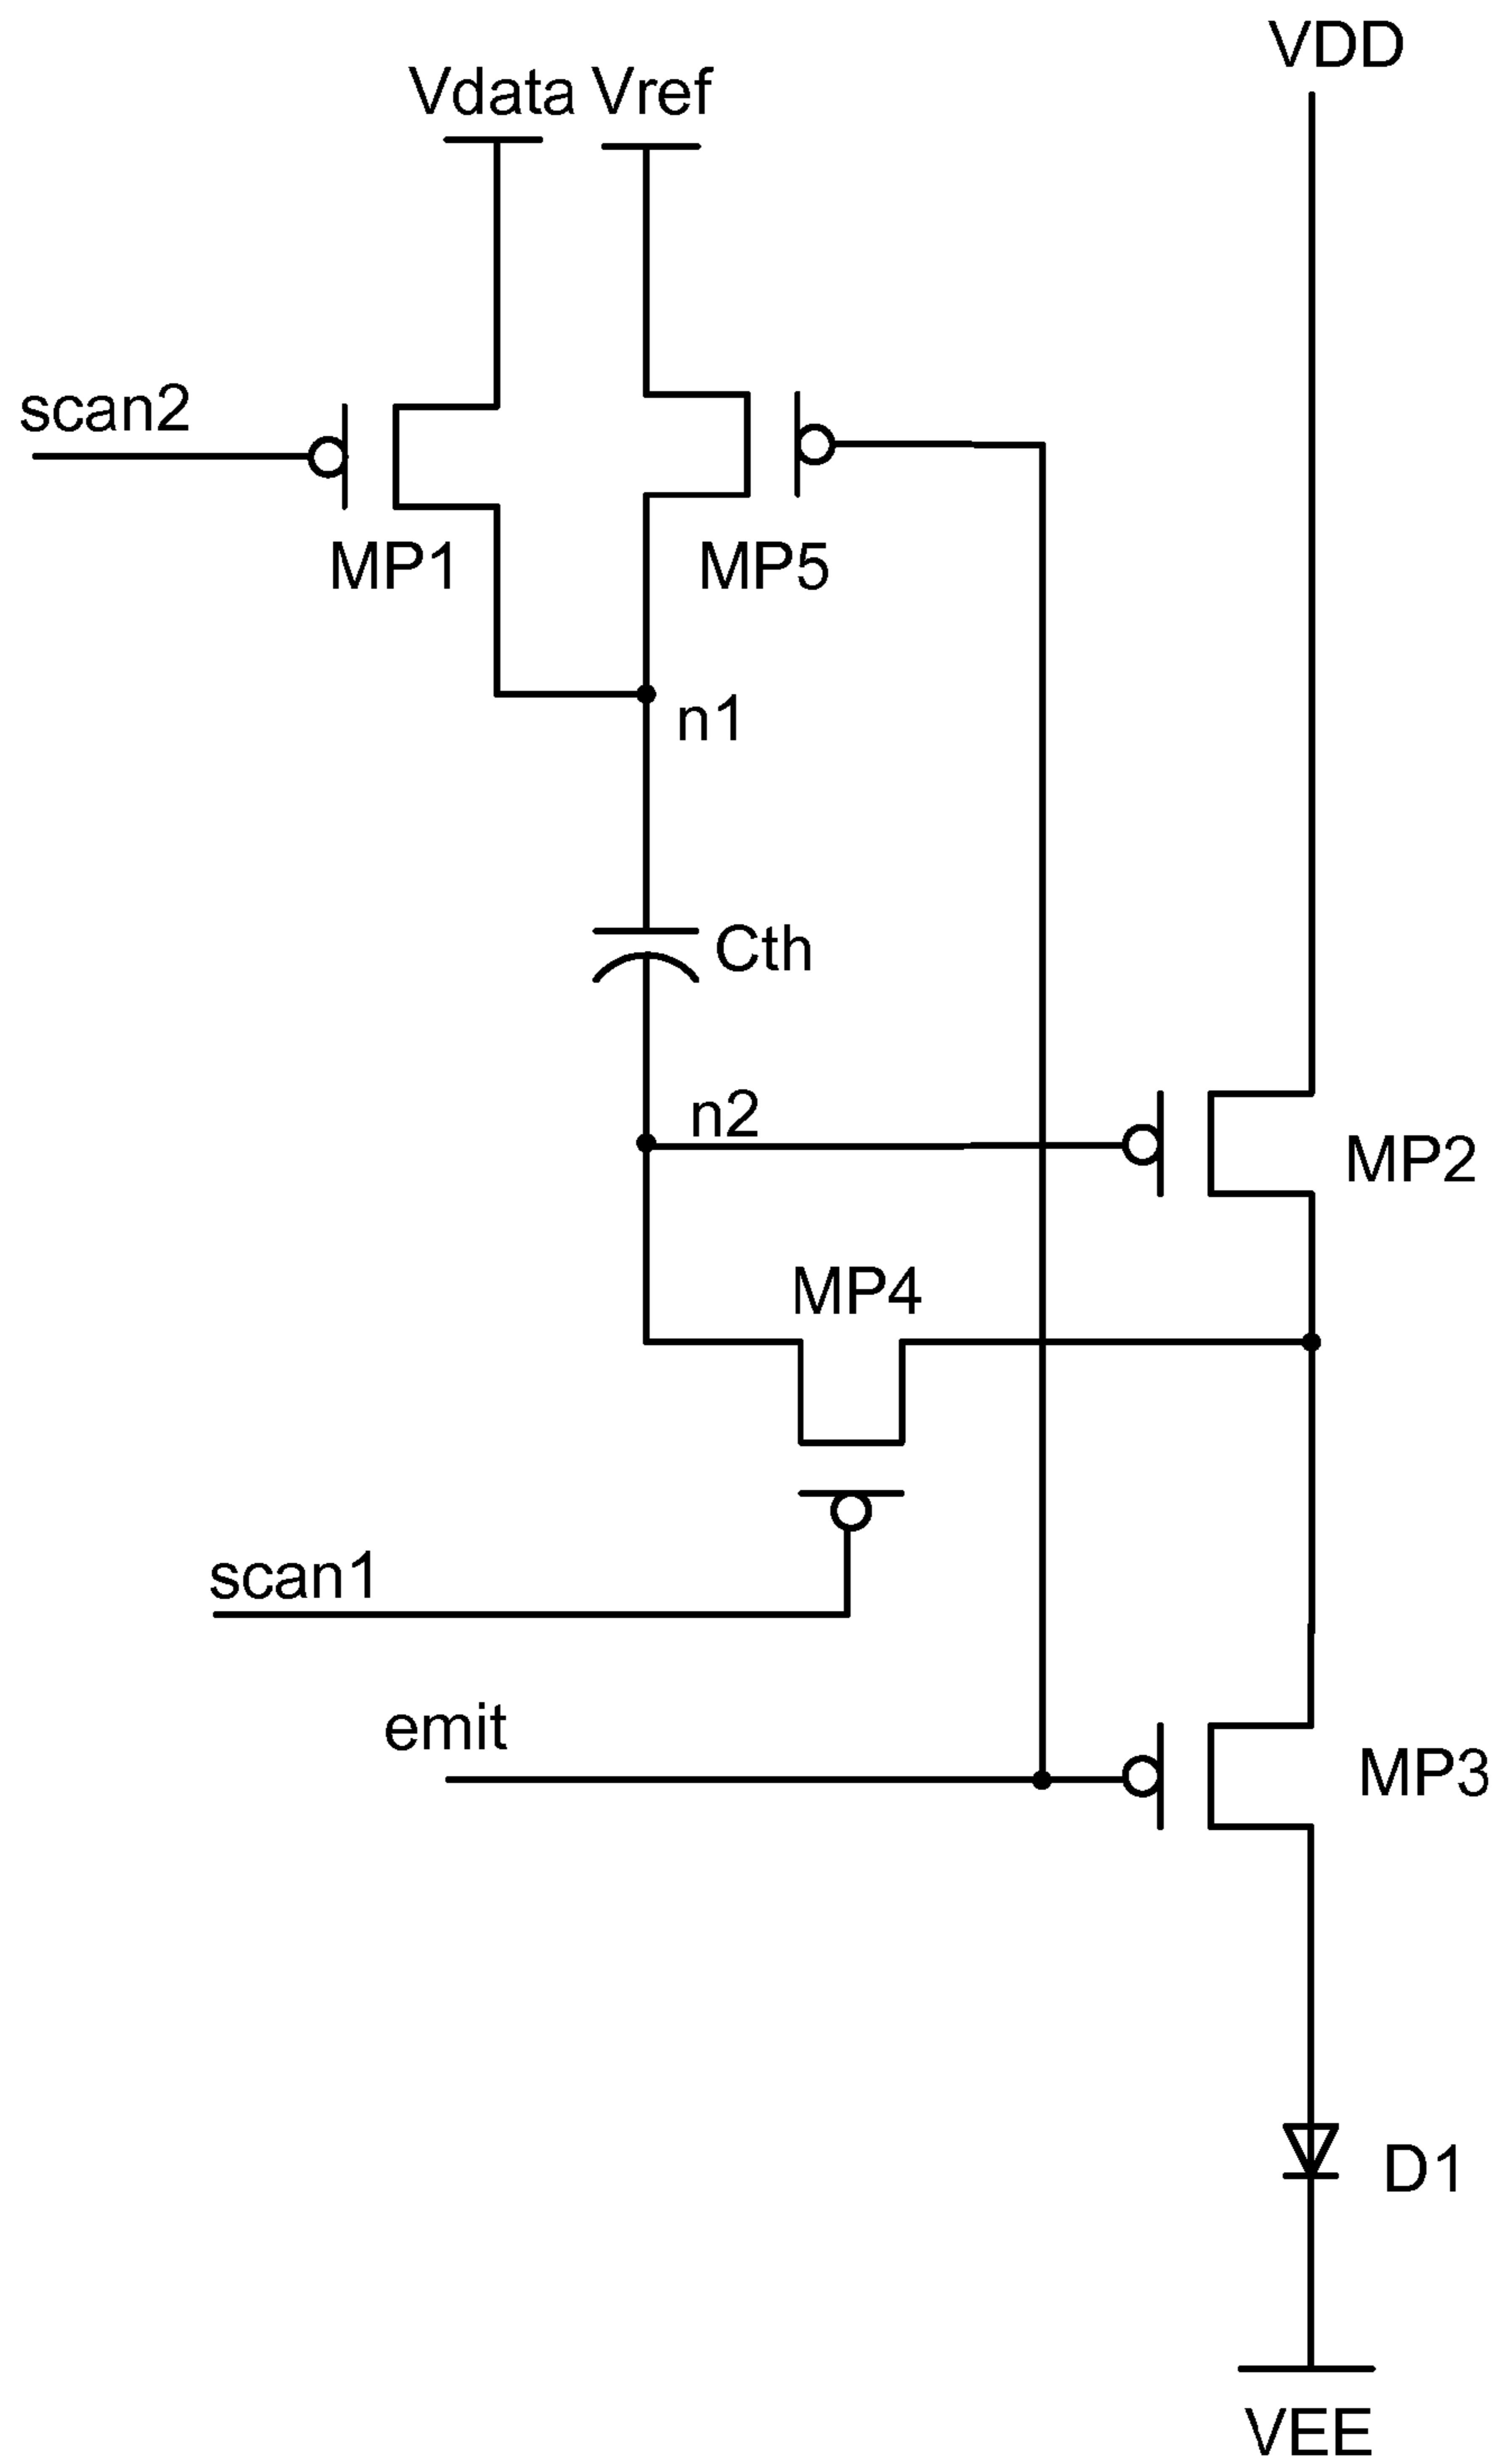 VDD
Vdata Vref
scan2
MP1
MP5
n1
Cth
n2
MP2
MP4
scan1
emit
MP3
D1
VEE